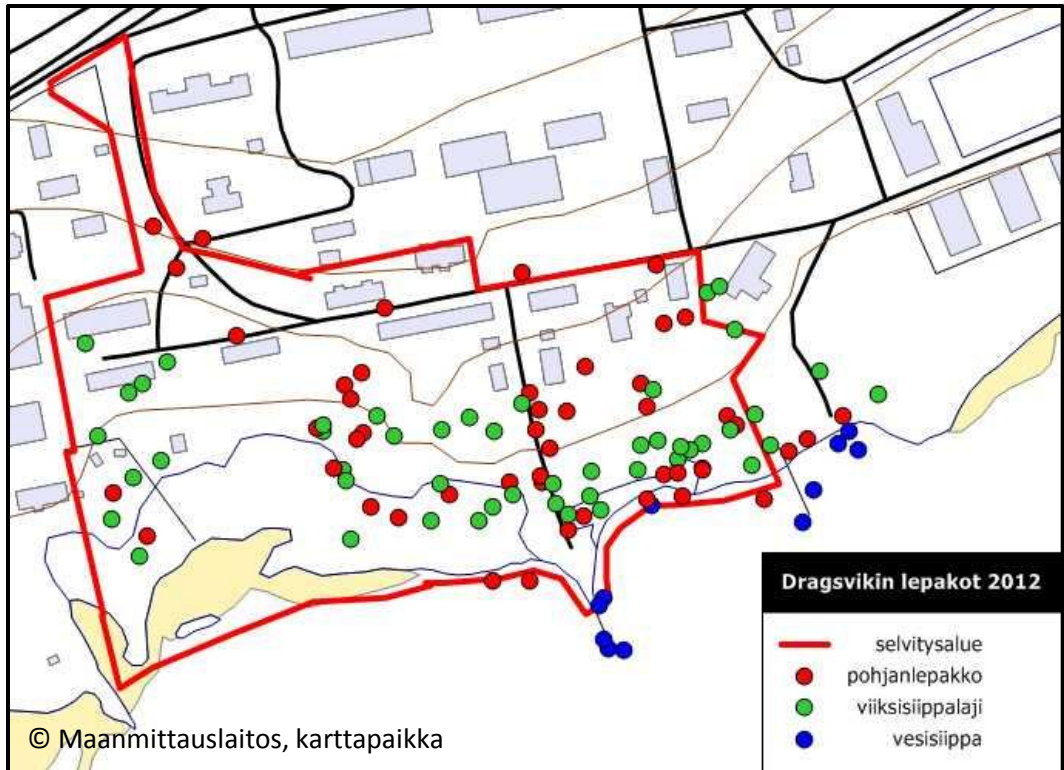 Dragsvikin lepakot 2012
selvitysalue
pohjanlepakko
viiksisiippalaji
vesisiippa
© Maanmittauslaitos, karttapaikka